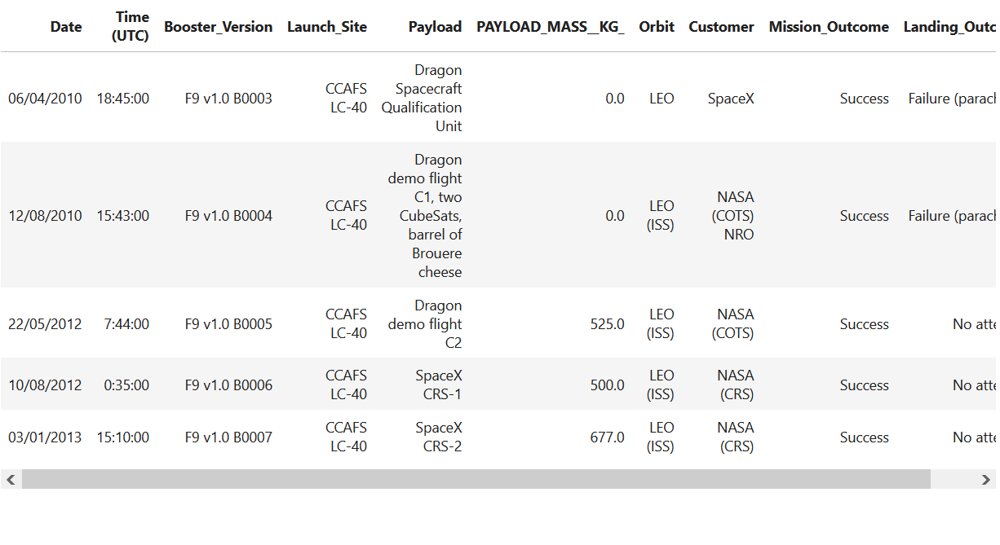 Date Time (UTC) Booster_Version Launch_Site Payload PAYLOAD_MASS__KG_ Orbit Customer Mission_Outcome Landing_Outc
06/04/2010 18:45:00 F9 v1.0 B0003 CCAFS LC-40 Dragon Spacecraft Qualification Unit 0.0 LEO SpaceX Success Failure (parach
12/08/2010 15:43:00 F9 v1.0 B0004 CCAFS LC-40 Dragon demo flight C1, two CubeSats, barrel of Brouere cheese 0.0 LEO (ISS) NASA (COTS) NRO Success Failure (parach
22/05/2012 7:44:00 F9 v1.0 B0005 CCAFS LC-40 Dragon demo flight C2 525.0 LEO (ISS) NASA (COTS) Success No atte
10/08/2012 0:35:00 F9 v1.0 B0006 CCAFS LC-40 SpaceX CRS-1 500.0 LEO (ISS) NASA (CRS) Success No atte
03/01/2013 15:10:00 F9 v1.0 B0007 CCAFS LC-40 SpaceX CRS-2 677.0 LEO (ISS) NASA (CRS) Success No atte